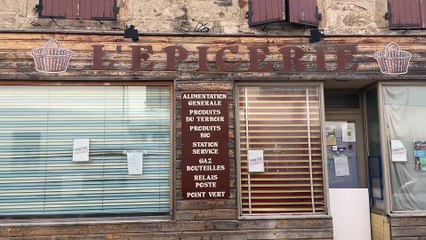 L'EPICERIE
ALIMENTATION
GENERALE
PRODUITS
DU TERROIR
PRODUITS
BIO
STATION
SERVICE
GAZ
BOUTEILLES
RELAIS
POSTE
POINT VERT